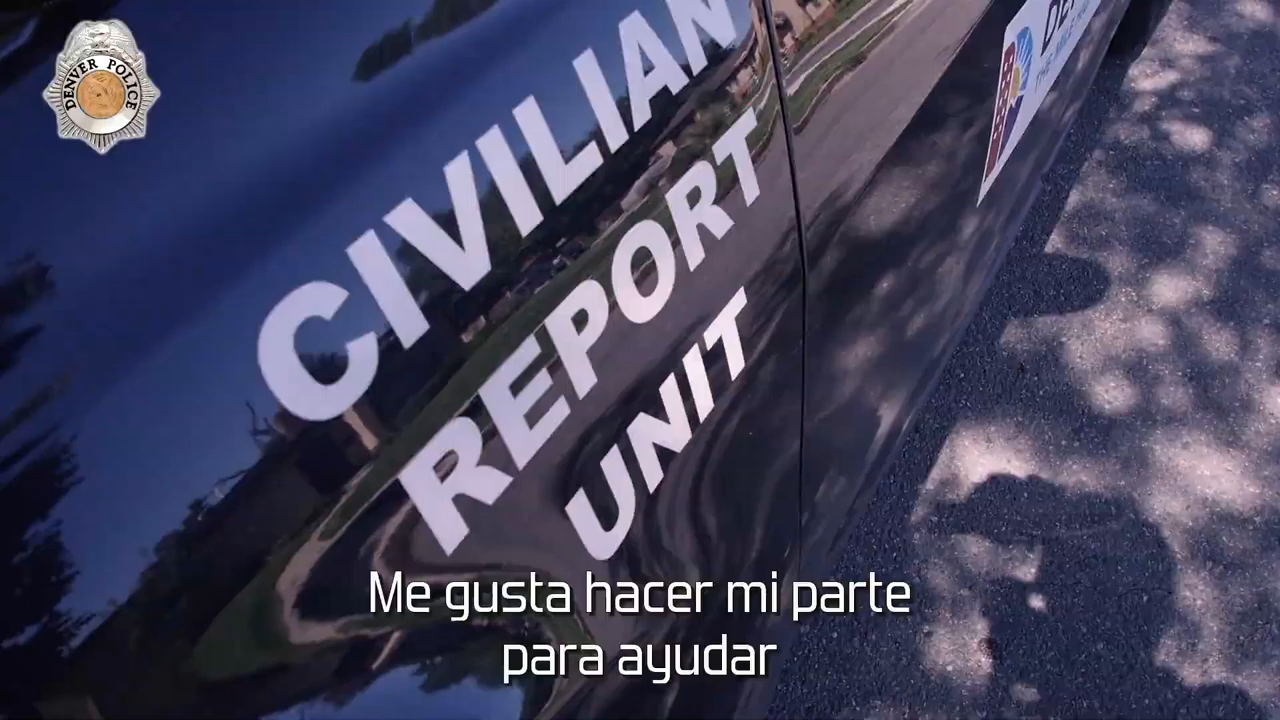 DENVER POLICE
CIVILIAN
REPORT
UNIT
Me gusta hacer mi parte
para ayudar